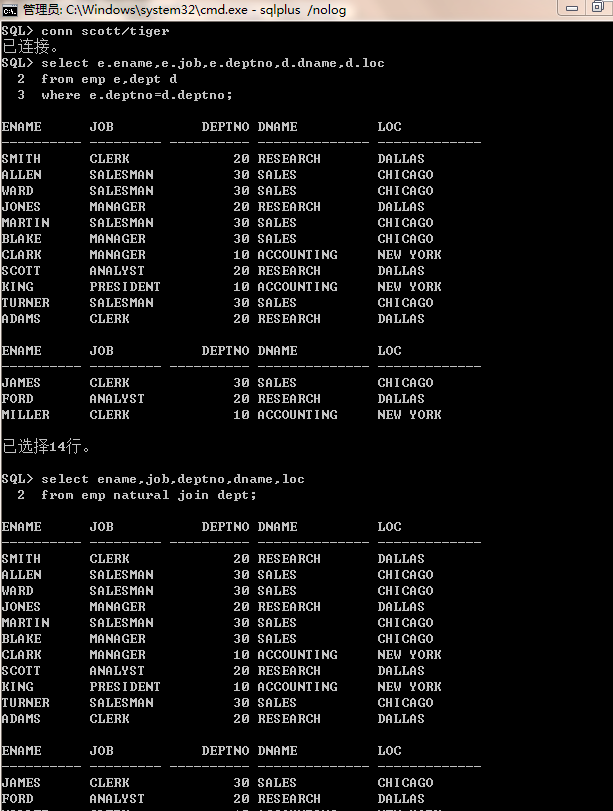 管理员: C:\Windows\system32\cmd.exe - sqlplus /nolog
SQL> conn scott/tiger
已连接。
SQL> select e.ename,e.job,e.deptno,d.dname,d.loc
2 from emp e,dept d
3 where e.deptno=d.deptno;
ENAME JOB DEPTNO DNAME LOC
---------- --------- ---------- -------------- -------------
SMITH CLERK 20 RESEARCH DALLAS
ALLEN SALESMAN 30 SALES CHICAGO
WARD SALESMAN 30 SALES CHICAGO
JONES MANAGER 20 RESEARCH DALLAS
MARTIN SALESMAN 30 SALES CHICAGO
BLAKE MANAGER 30 SALES CHICAGO
CLARK MANAGER 10 ACCOUNTING NEW YORK
SCOTT ANALYST 20 RESEARCH DALLAS
KING PRESIDENT 10 ACCOUNTING NEW YORK
TURNER SALESMAN 30 SALES CHICAGO
ADAMS CLERK 20 RESEARCH DALLAS
ENAME JOB DEPTNO DNAME LOC
---------- --------- ---------- -------------- -------------
JAMES CLERK 30 SALES CHICAGO
FORD ANALYST 20 RESEARCH DALLAS
MILLER CLERK 10 ACCOUNTING NEW YORK
已选择14行。
SQL> select ename,job,deptno,dname,loc
2 from emp natural join dept;
ENAME JOB DEPTNO DNAME LOC
---------- --------- ---------- -------------- -------------
SMITH CLERK 20 RESEARCH DALLAS
ALLEN SALESMAN 30 SALES CHICAGO
WARD SALESMAN 30 SALES CHICAGO
JONES MANAGER 20 RESEARCH DALLAS
MARTIN SALESMAN 30 SALES CHICAGO
BLAKE MANAGER 30 SALES CHICAGO
CLARK MANAGER 10 ACCOUNTING NEW YORK
SCOTT ANALYST 20 RESEARCH DALLAS
KING PRESIDENT 10 ACCOUNTING NEW YORK
TURNER SALESMAN 30 SALES CHICAGO
ADAMS CLERK 20 RESEARCH DALLAS
ENAME JOB DEPTNO DNAME LOC
---------- --------- ---------- -------------- -------------
JAMES CLERK 30 SALES CHICAGO
FORD ANALYST 20 RESEARCH DALLAS